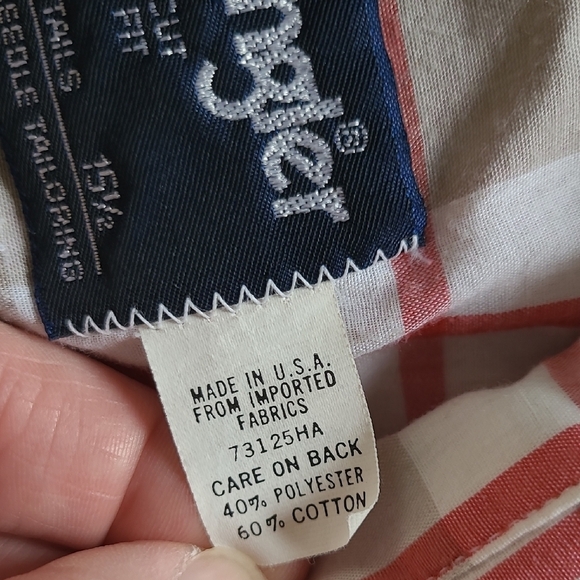 ngler®
FIT
TAILS
15½
EEDLE TAILORING
MADE IN U.S.A.
FROM IMPORTED
FABRICS
73125HA
CARE ON BACK
40% POLYESTER
60% COTTON